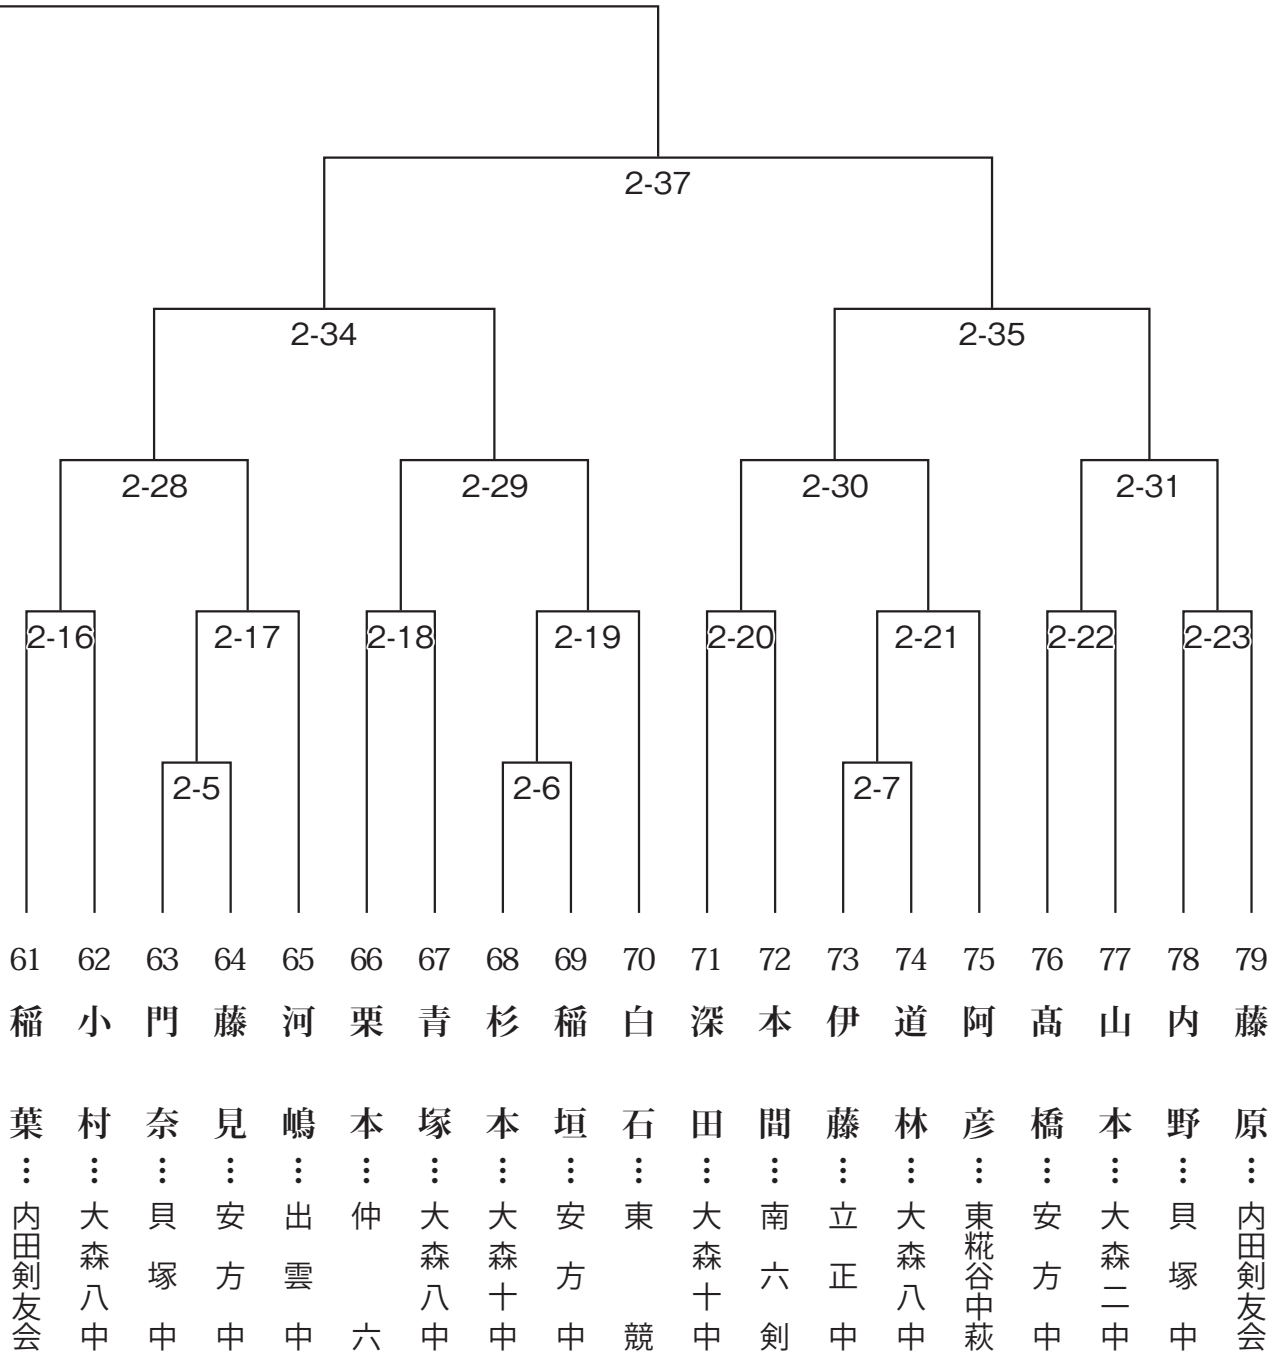 2-37
2-34
2-35
2-28
2-29
2-30
2-31
2-16
2-17
2-18
2-19
2-20
2-21
2-22
2-23
2-5
2-6
2-7
61 稲葉…内田剣友会
62 小村…大森八中
63 門奈…貝塚中
64 藤見…安方中
65 河嶋…出雲中
66 栗本…仲六
67 青塚…大森八中
68 杉本…大森十中
69 稲垣…安方中
70 白石…東競
71 深田…大森十中
72 本間…南六剣
73 伊藤…立正中
74 道林…大森八中
75 阿彦…東糀谷中萩
76 髙橋…安方中
77 山本…大森二中
78 内野…貝塚中
79 藤原…内田剣友会